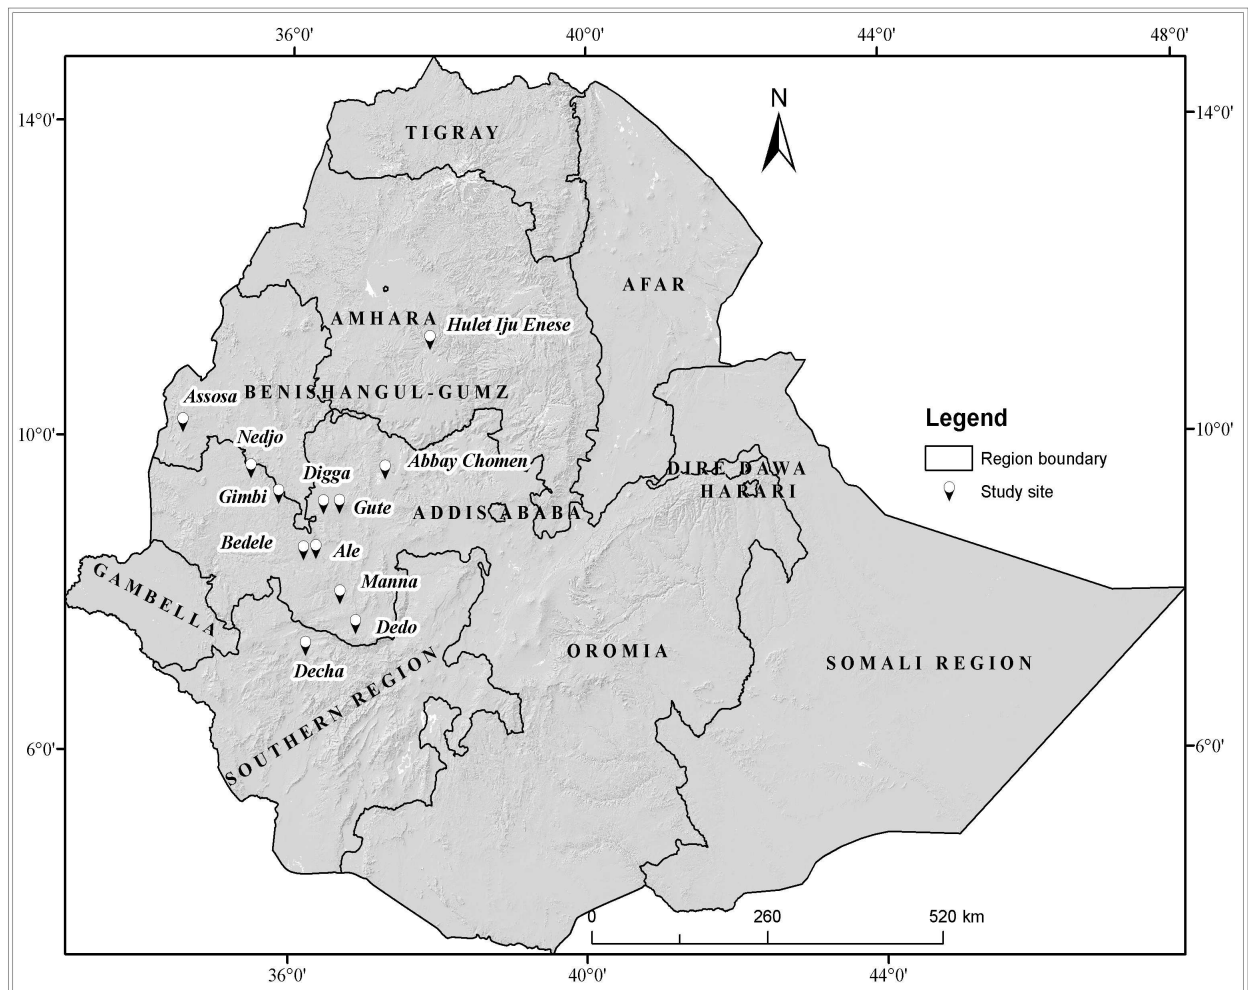 36°0'
40°0'
44°0'
48°0'
N
14°0'
14°0'
TIGRAY
AFAR
AMHARA
Hulet Iju Enese
BENISHANGUL-GUMZ
Assosa
Legend
10°0'
10°0'
Nedjo
Abbay Chomen
Region boundary
Digga
DIRE DAWA
HARARI
Study site
Gimbi
Gute
ADDIS ABABA
Bedele
Ale
GAMBELLA
Manna
Dedo
OROMIA
SOMALI REGION
Decha
SOUTHERN REGION
6°0'
6°0'
0
260
520 km
36°0'
40°0'
44°0'